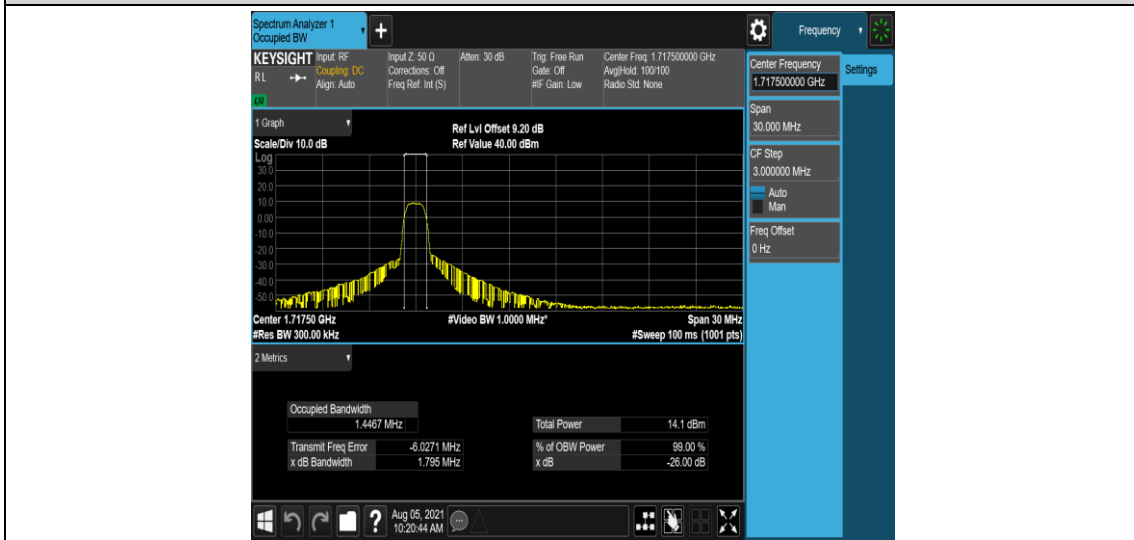 Spectrum Analyzer 1
Occupied BW
+
Frequency
KEYSIGHT
RL
LXI
Input: RF
Coupling: DC
Align: Auto
Input Z: 50 Ω
Corrections: Off
Freq Ref: Int (S)
Atten: 30 dB
Trig: Free Run
Gate: Off
#IF Gain: Low
Center Freq: 1.717500000 GHz
Avg|Hold: 100/100
Radio Std: None
Center Frequency
1.717500000 GHz
Settings
Span
30.000 MHz
CF Step
3.000000 MHz
Auto
Man
Freq Offset
0 Hz
1 Graph
Scale/Div 10.0 dB
Ref Lvl Offset 9.20 dB
Ref Value 40.00 dBm
Log
30.0
20.0
10.0
0.00
-10.0
-20.0
-30.0
-40.0
-50.0
Center 1.71750 GHz
#Res BW 300.00 kHz
#Video BW 1.0000 MHz*
Span 30 MHz
#Sweep 100 ms (1001 pts)
2 Metrics
Occupied Bandwidth
1.4467 MHz
Transmit Freq Error -6.0271 MHz
x dB Bandwidth 1.795 MHz
Total Power 14.1 dBm
% of OBW Power 99.00 %
x dB -26.00 dB
?
Aug 05, 2021
10:20:44 AM